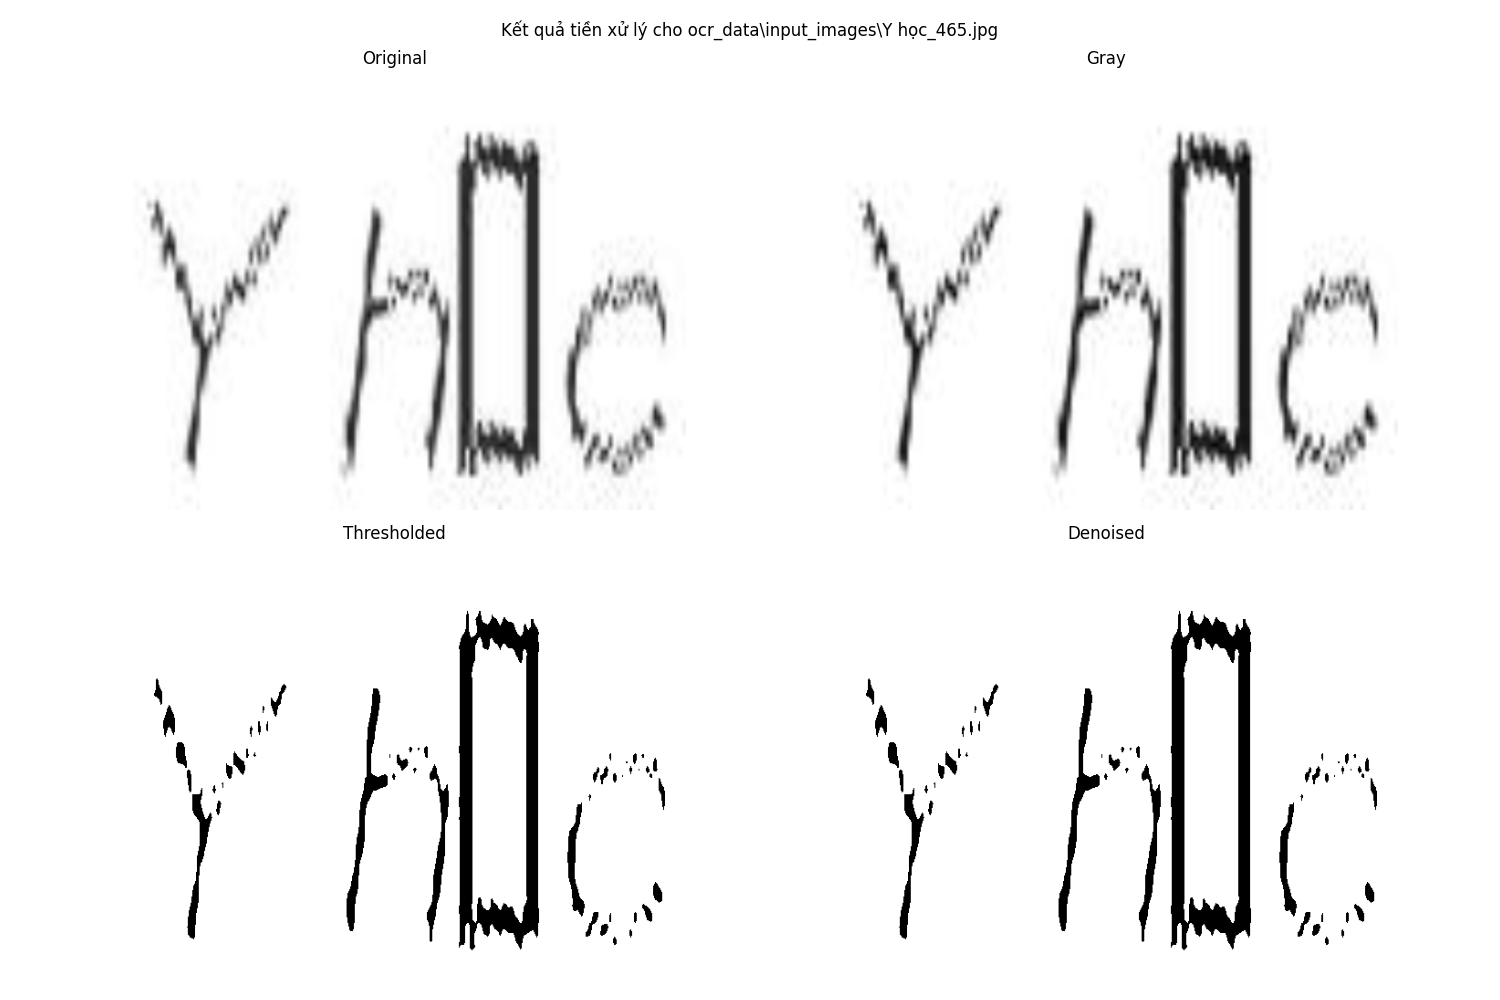 Kết quả tiền xử lý cho ocr_data\input_images\Y học_465.jpg
Original
Gray
Y h▯c
Y h▯c
Thresholded
Denoised
Y h▯c
Y h▯c